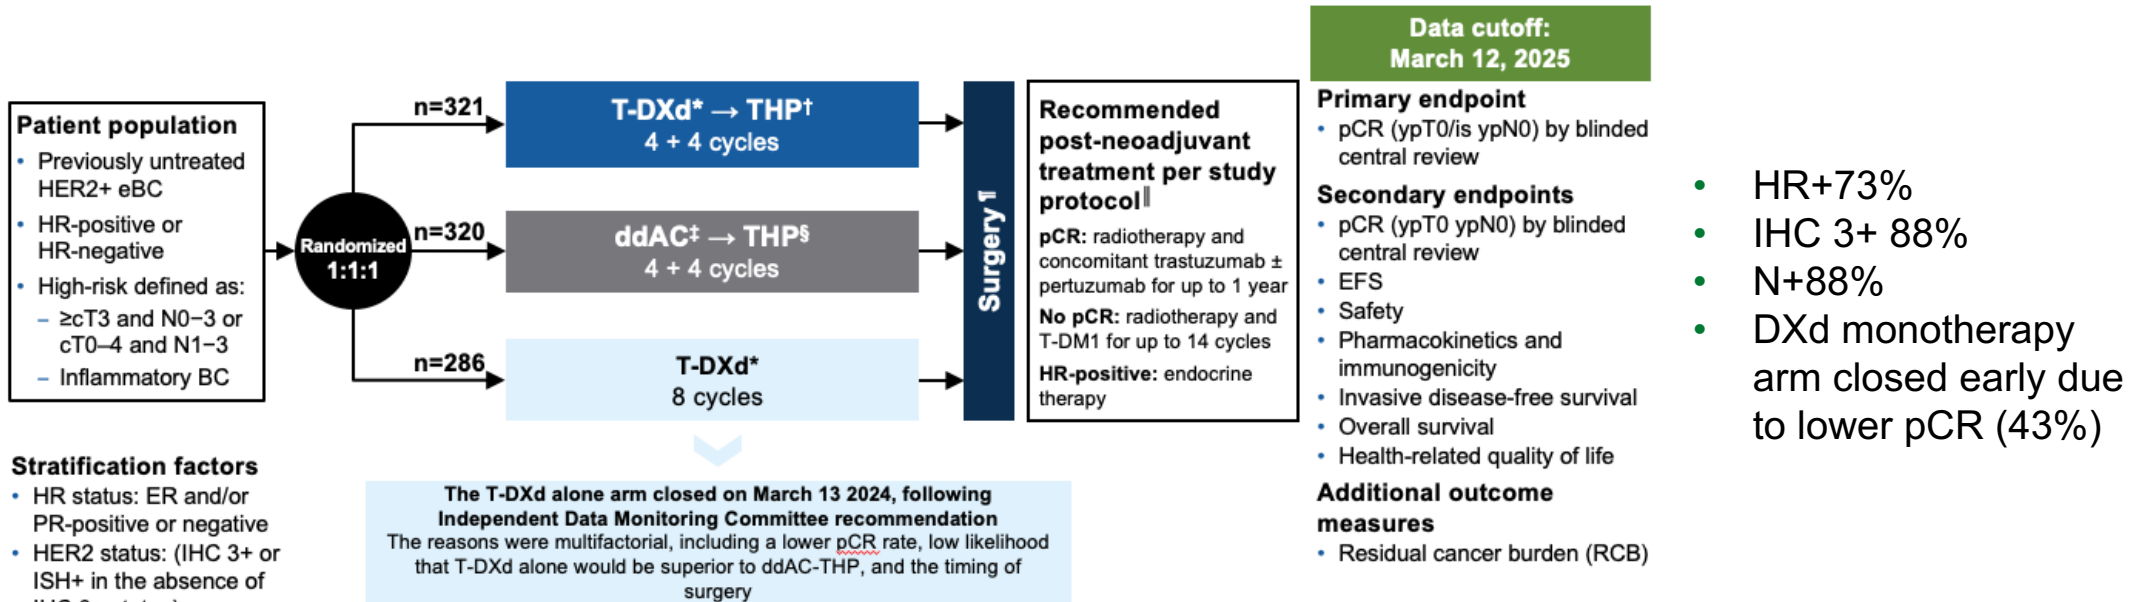 Patient population
• Previously untreated
HER2+ eBC
• HR-positive or
HR-negative
• High-risk defined as:
– ≥cT3 and N0–3 or
cT0–4 and N1–3
– Inflammatory BC
Stratification factors
• HR status: ER and/or
PR-positive or negative
• HER2 status: (IHC 3+ or
ISH+ in the absence of
Randomized
1:1:1
n=321
T-DXd* → THP†
4 + 4 cycles
n=320
ddAC‡ → THP§
4 + 4 cycles
n=286
T-DXd*
8 cycles
The T-DXd alone arm closed on March 13 2024, following
Independent Data Monitoring Committee recommendation
The reasons were multifactorial, including a lower pCR rate, low likelihood
that T-DXd alone would be superior to ddAC-THP, and the timing of
surgery
Surgery¶
Recommended
post-neoadjuvant
treatment per study
protocol‖
pCR: radiotherapy and
concomitant trastuzumab ±
pertuzumab for up to 1 year
No pCR: radiotherapy and
T-DM1 for up to 14 cycles
HR-positive: endocrine
therapy
Data cutoff:
March 12, 2025
Primary endpoint
• pCR (ypT0/is ypN0) by blinded
central review
Secondary endpoints
• pCR (ypT0 ypN0) by blinded
central review
• EFS
• Safety
• Pharmacokinetics and
immunogenicity
• Invasive disease-free survival
• Overall survival
• Health-related quality of life
Additional outcome
measures
• Residual cancer burden (RCB)
• HR+73%
• IHC 3+ 88%
• N+88%
• DXd monotherapy
arm closed early due
to lower pCR (43%)